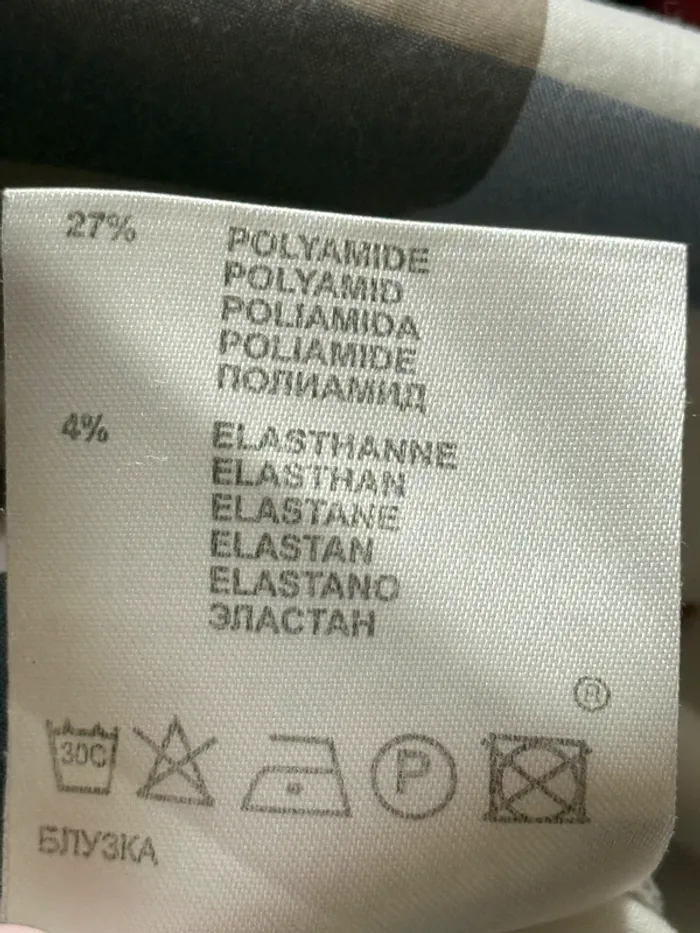 27% POLYAMIDE
POLYAMID
POLIAMIDA
POLIAMIDE
ПОЛИАМИД
4% ELASTHANNE
ELASTHAN
ELASTANE
ELASTAN
ELASTANO
ЭЛАСТАН
®
30C P
БЛУЗКА